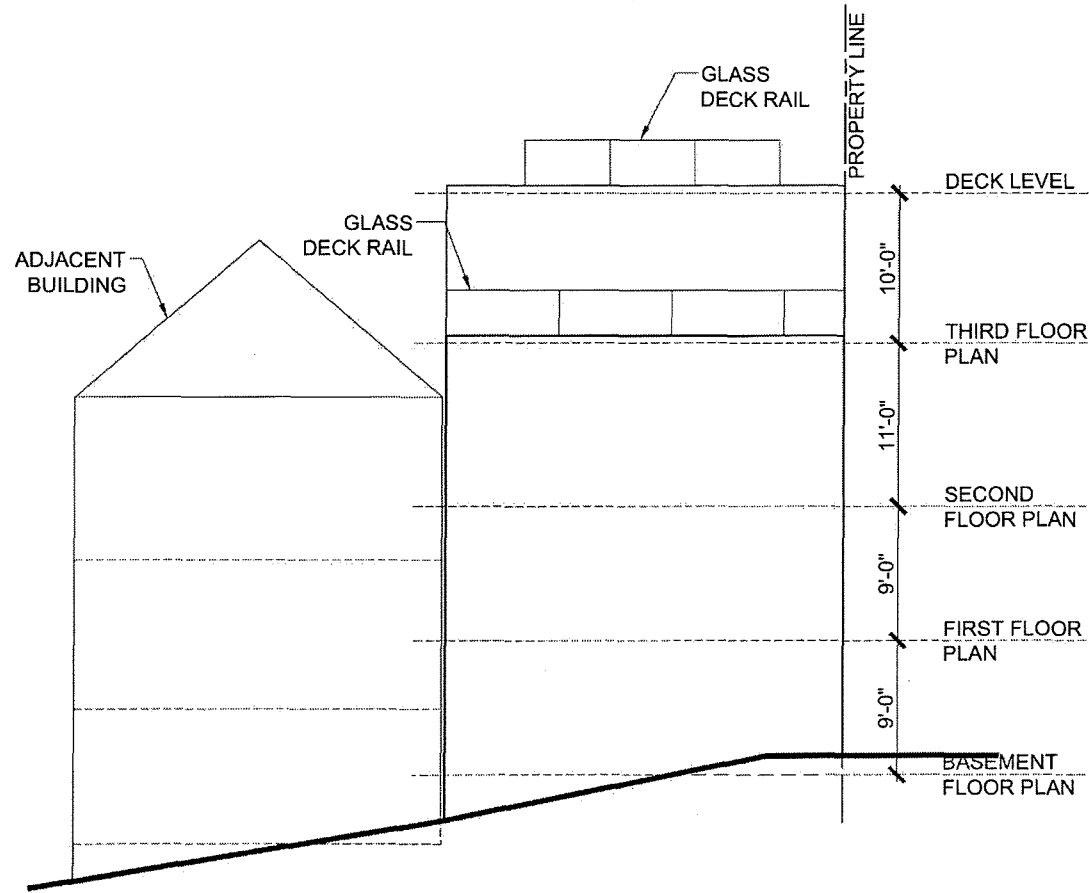 GLASS
DECK RAIL
PROPERTY LINE
DECK LEVEL
GLASS
DECK RAIL
ADJACENT
BUILDING
10'-0"
THIRD FLOOR
PLAN
11'-0"
SECOND
FLOOR PLAN
9'-0"
FIRST FLOOR
PLAN
9'-0"
BASEMENT
FLOOR PLAN